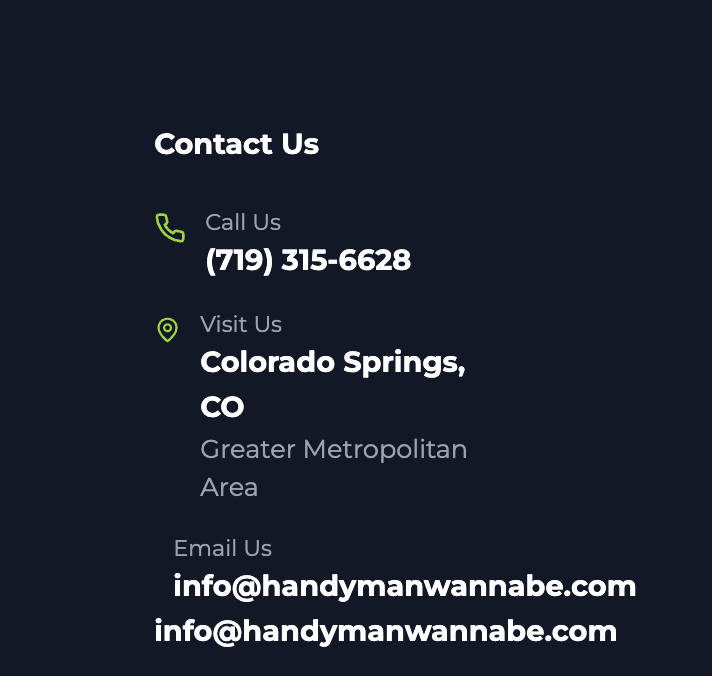 Contact Us
Call Us
(719) 315-6628
Visit Us
Colorado Springs,
CO
Greater Metropolitan
Area
Email Us
info@handymanwannabe.com
info@handymanwannabe.com